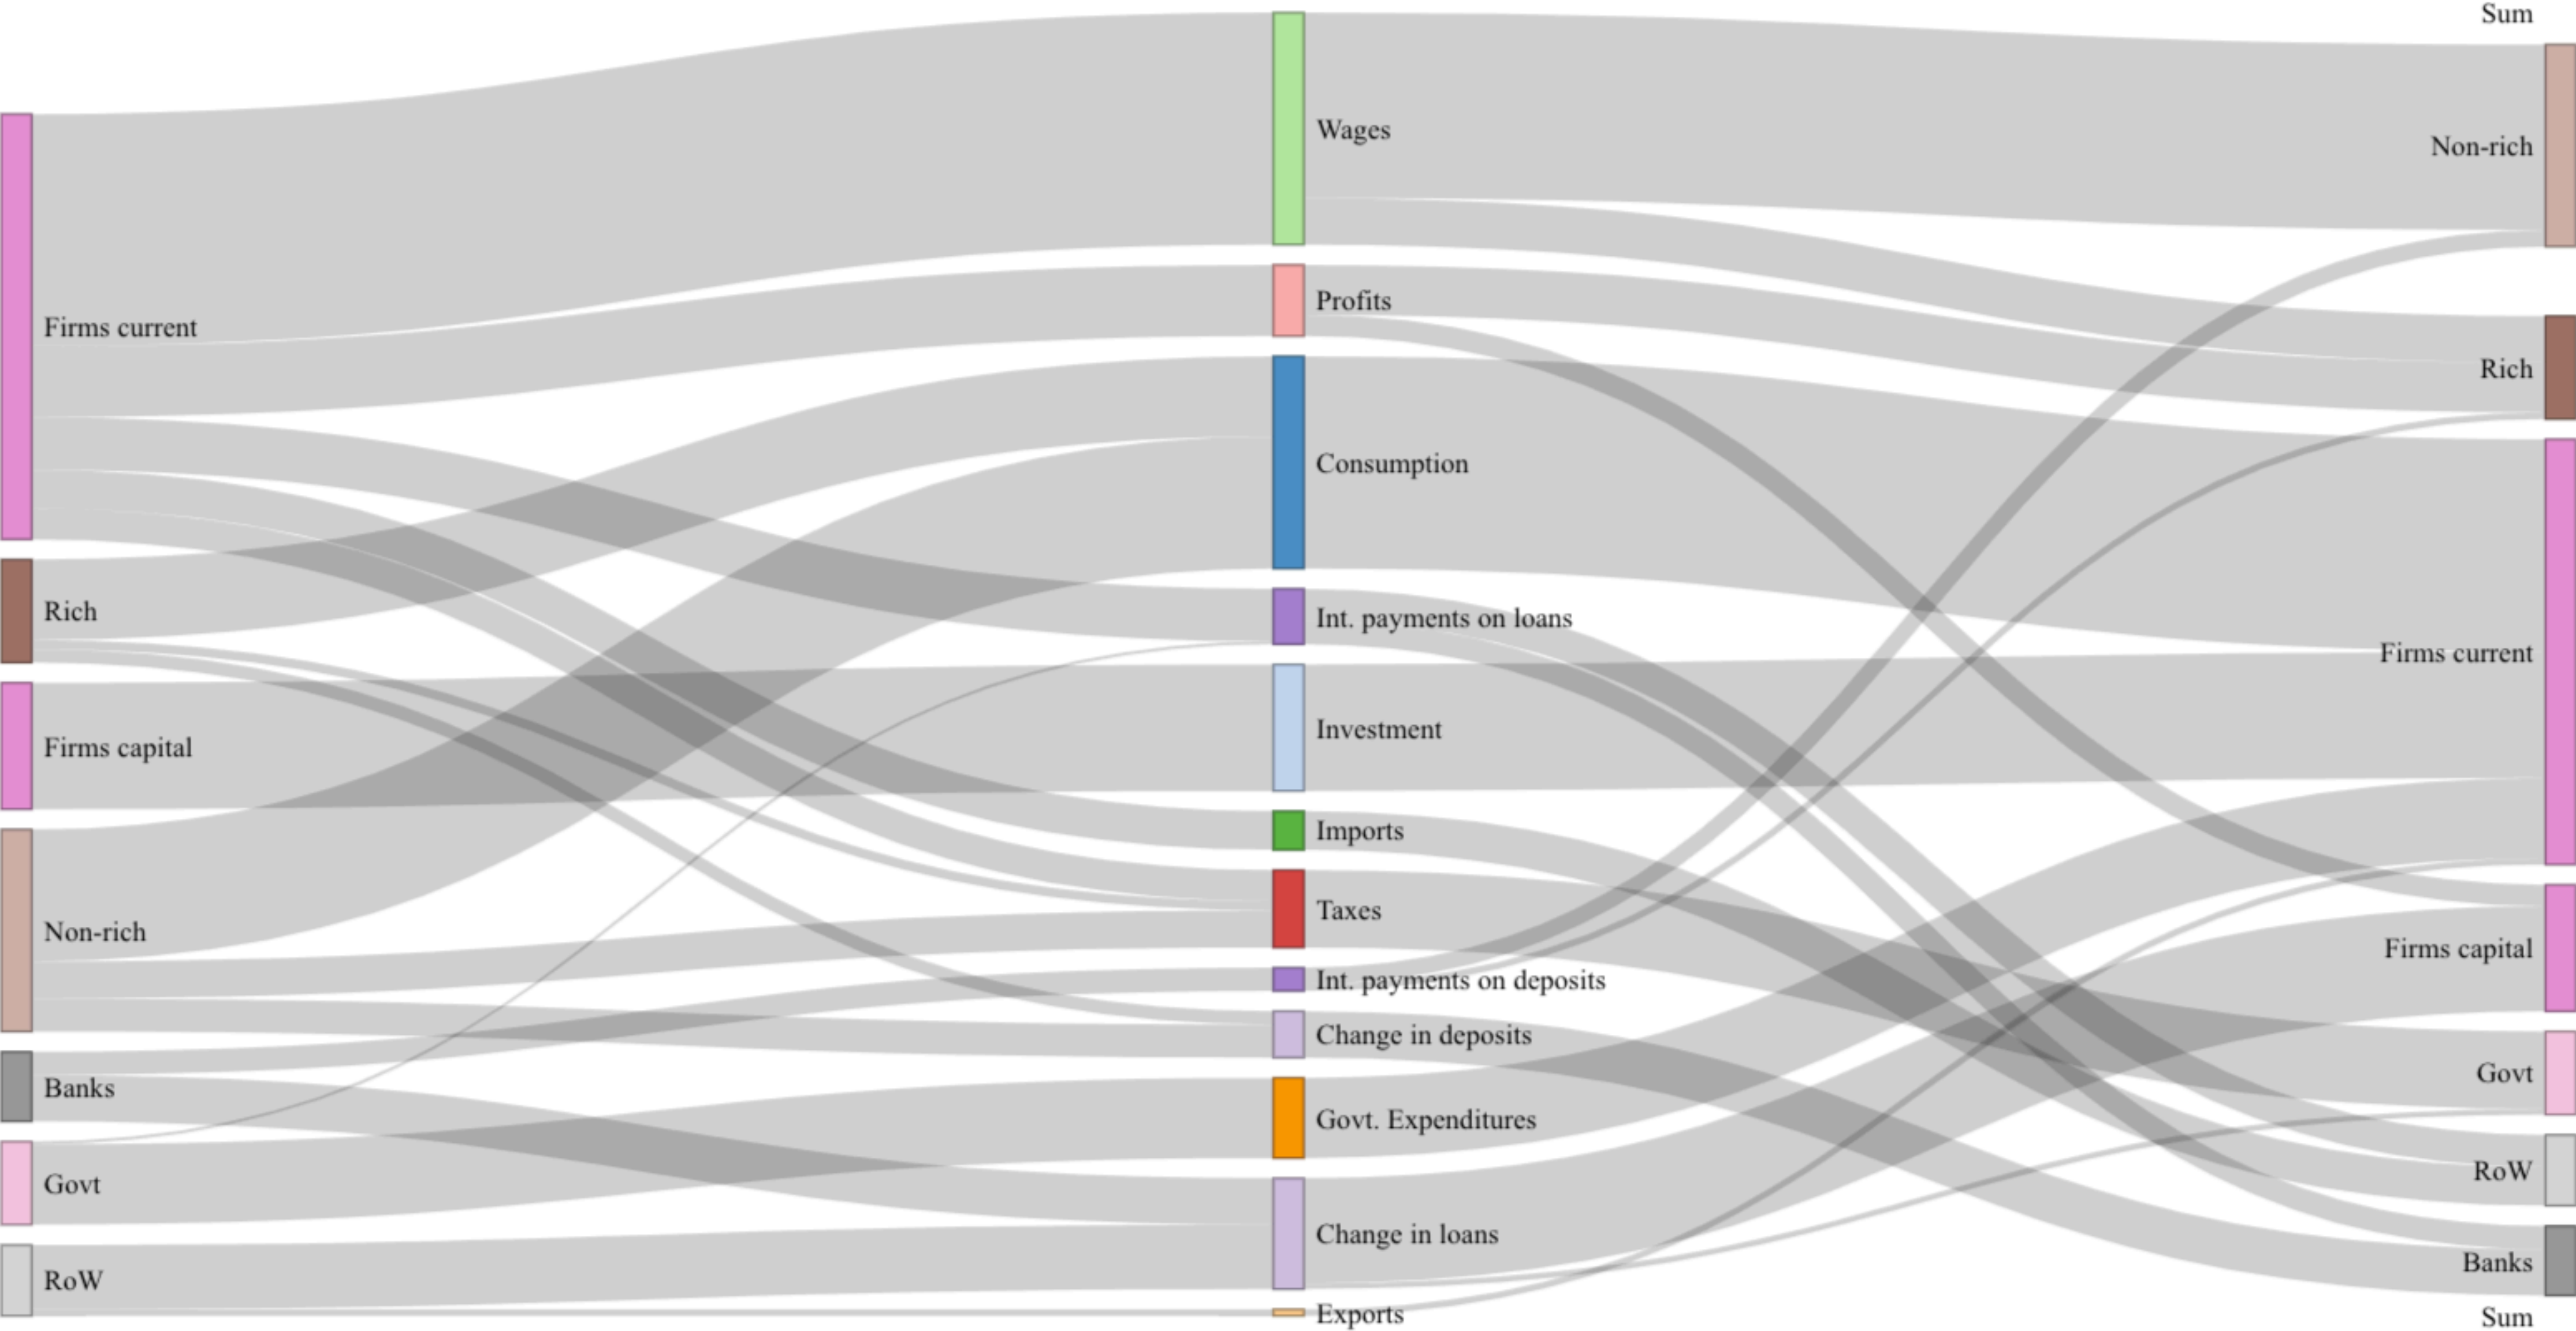 Firms current
Rich
Firms capital
Non-rich
Banks
Govt
RoW
Wages
Profits
Consumption
Int. payments on loans
Investment
Imports
Taxes
Int. payments on deposits
Change in deposits
Govt. Expenditures
Change in loans
Exports
Sum
Non-rich
Rich
Firms current
Firms capital
Govt
RoW
Banks
Sum